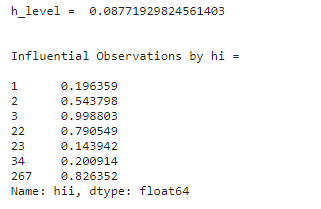 h_level =  0.08771929824561403
Influential Observations by hi =
1      0.196359
2      0.543798
3      0.998803
22     0.790549
23     0.143942
34     0.200914
267    0.826352
Name: hii, dtype: float64